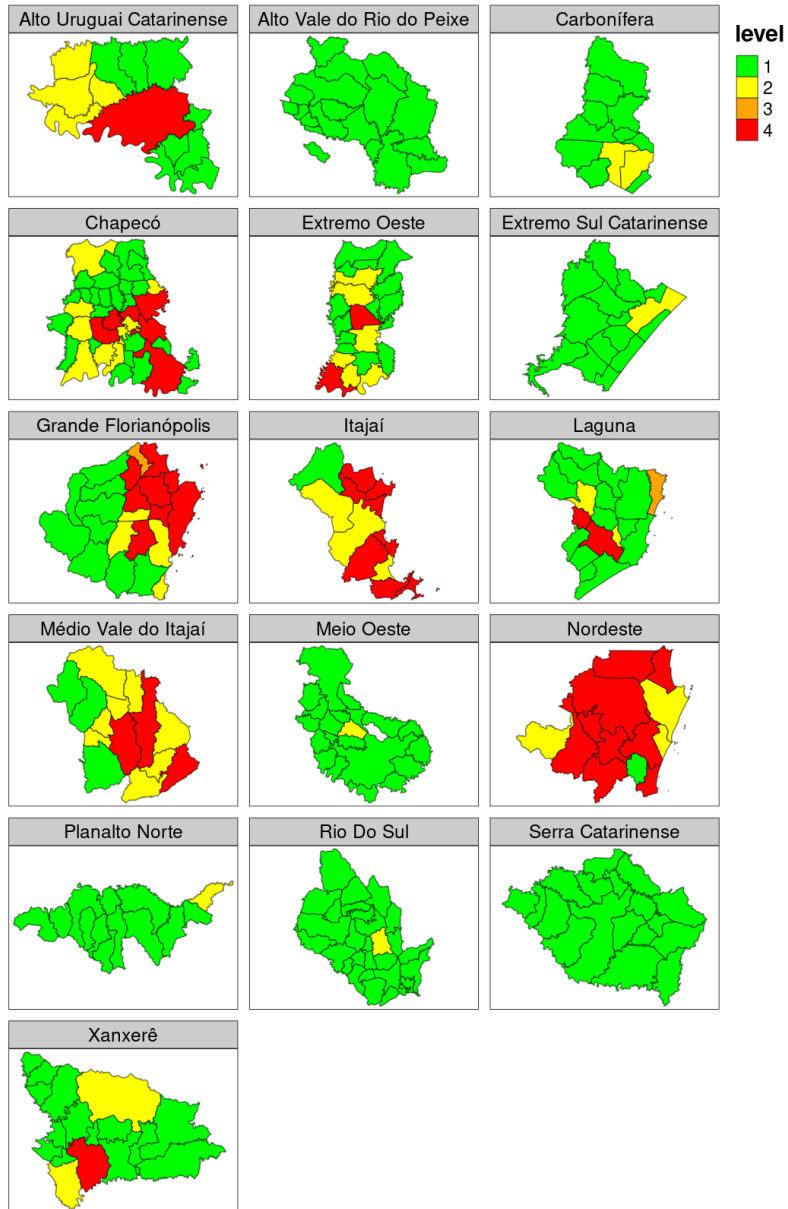 Alto Uruguai Catarinense
Alto Vale do Rio do Peixe
Carbonífera
level
1
2
3
4
Chapecó
Extremo Oeste
Extremo Sul Catarinense
Grande Florianópolis
Itajaí
Laguna
Médio Vale do Itajaí
Meio Oeste
Nordeste
Planalto Norte
Rio Do Sul
Serra Catarinense
Xanxerê